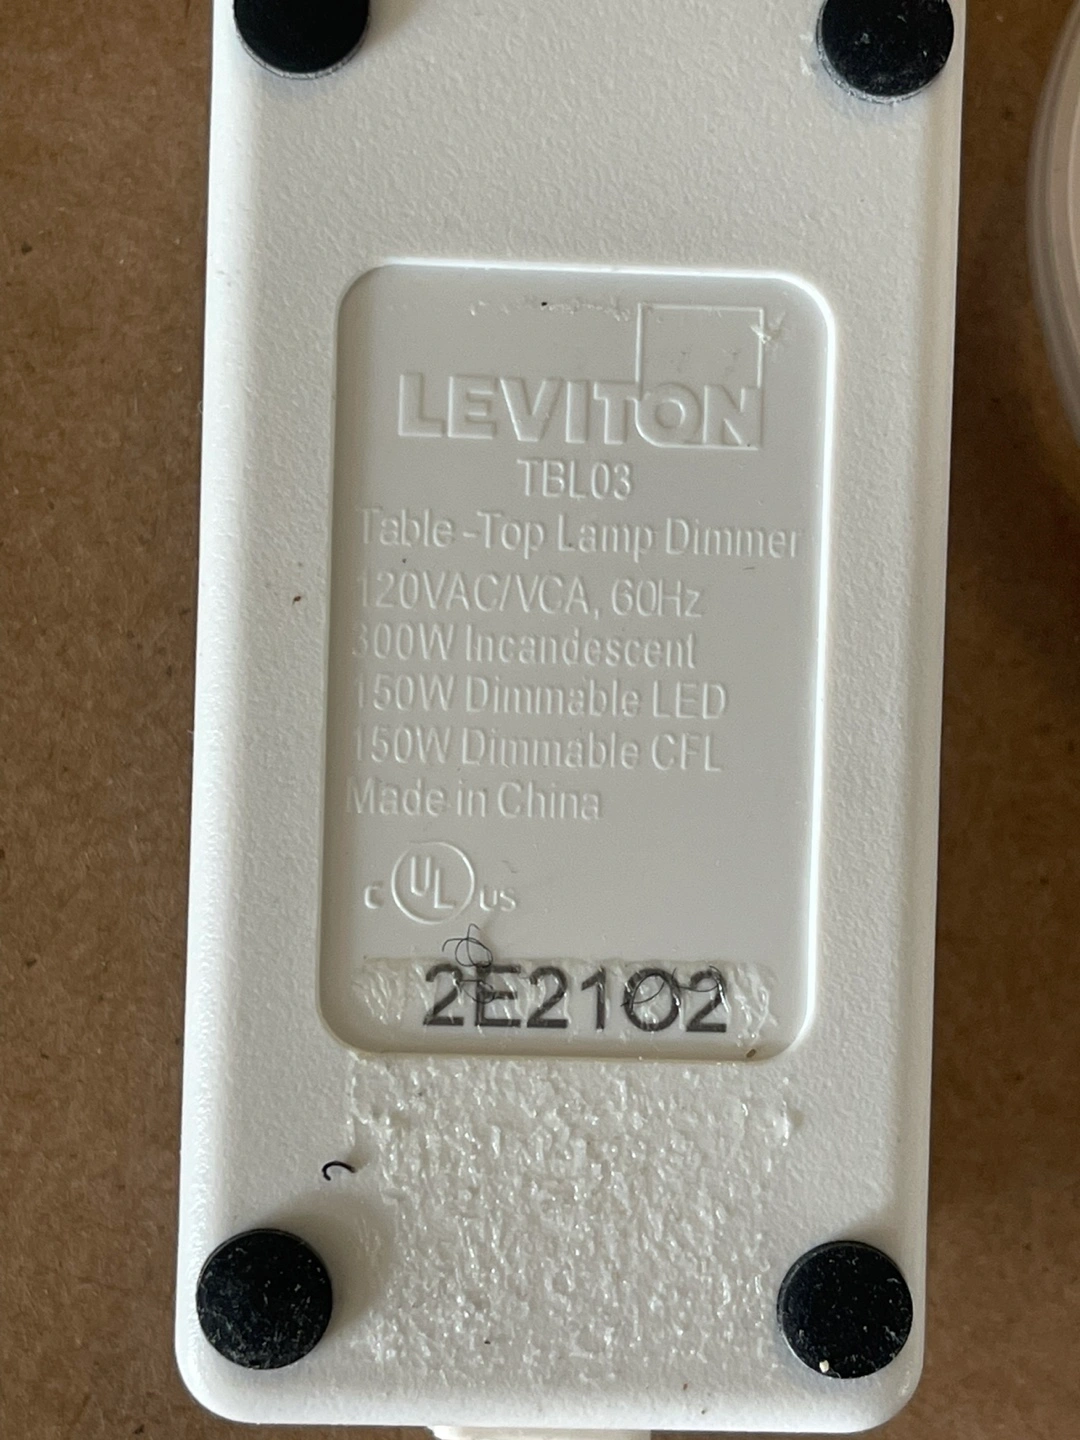 LEVITON
TBL03
Table-Top Lamp Dimmer
120VAC/VCA, 60Hz
300W Incandescent
150W Dimmable LED
150W Dimmable CFL
Made in China
C UL US
2E2102